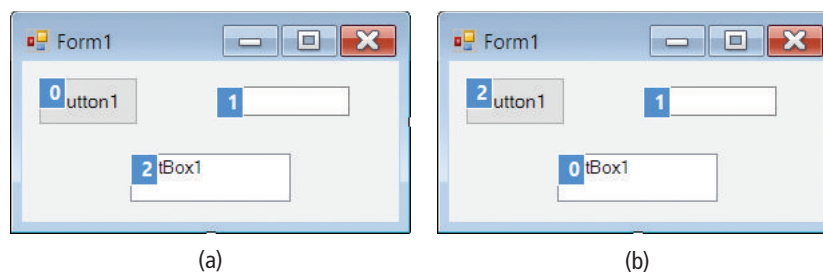 Form1
0 utton1
1
2 tBox1
(a)
Form1
2 utton1
1
0 tBox1
(b)